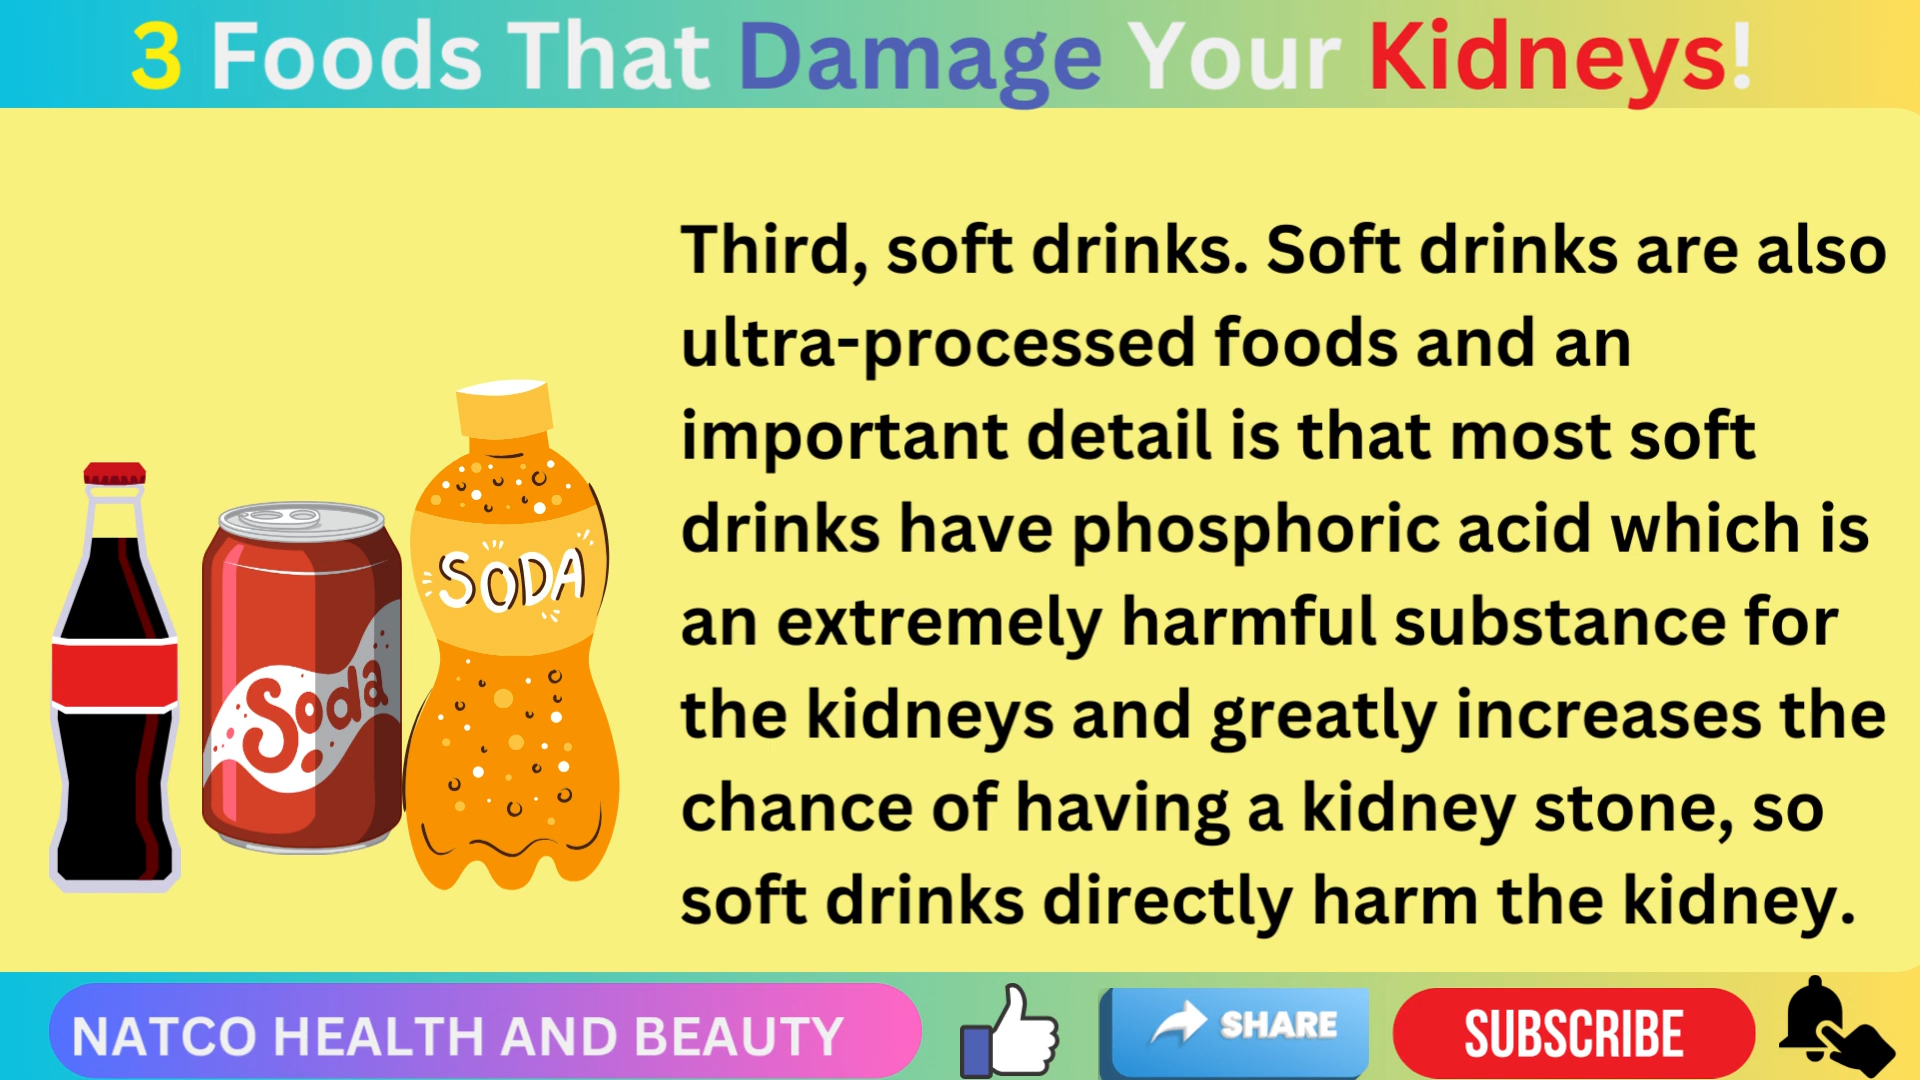 3 Foods That Damage Your Kidneys!
Third, soft drinks. Soft drinks are also
ultra-processed foods and an
important detail is that most soft
drinks have phosphoric acid which is
an extremely harmful substance for
the kidneys and greatly increases the
chance of having a kidney stone, so
soft drinks directly harm the kidney.
SODA
Soda
NATCO HEALTH AND BEAUTY
SHARE
SUBSCRIBE